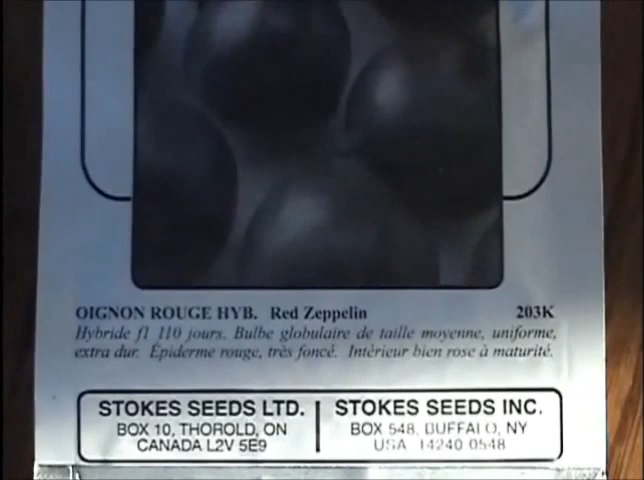 OIGNON ROUGE HYB. Red Zeppelin 203K
Hybride f1 110 jours. Bulbe globulaire de taille moyenne, uniforme,
extra dur. Épiderme rouge, très foncé. Intérieur bien rose à maturité.
STOKES SEEDS LTD.
BOX 10, THOROLD, ON
CANADA L2V 5E9
STOKES SEEDS INC.
BOX 548, BUFFALO, NY
USA 14240 0548